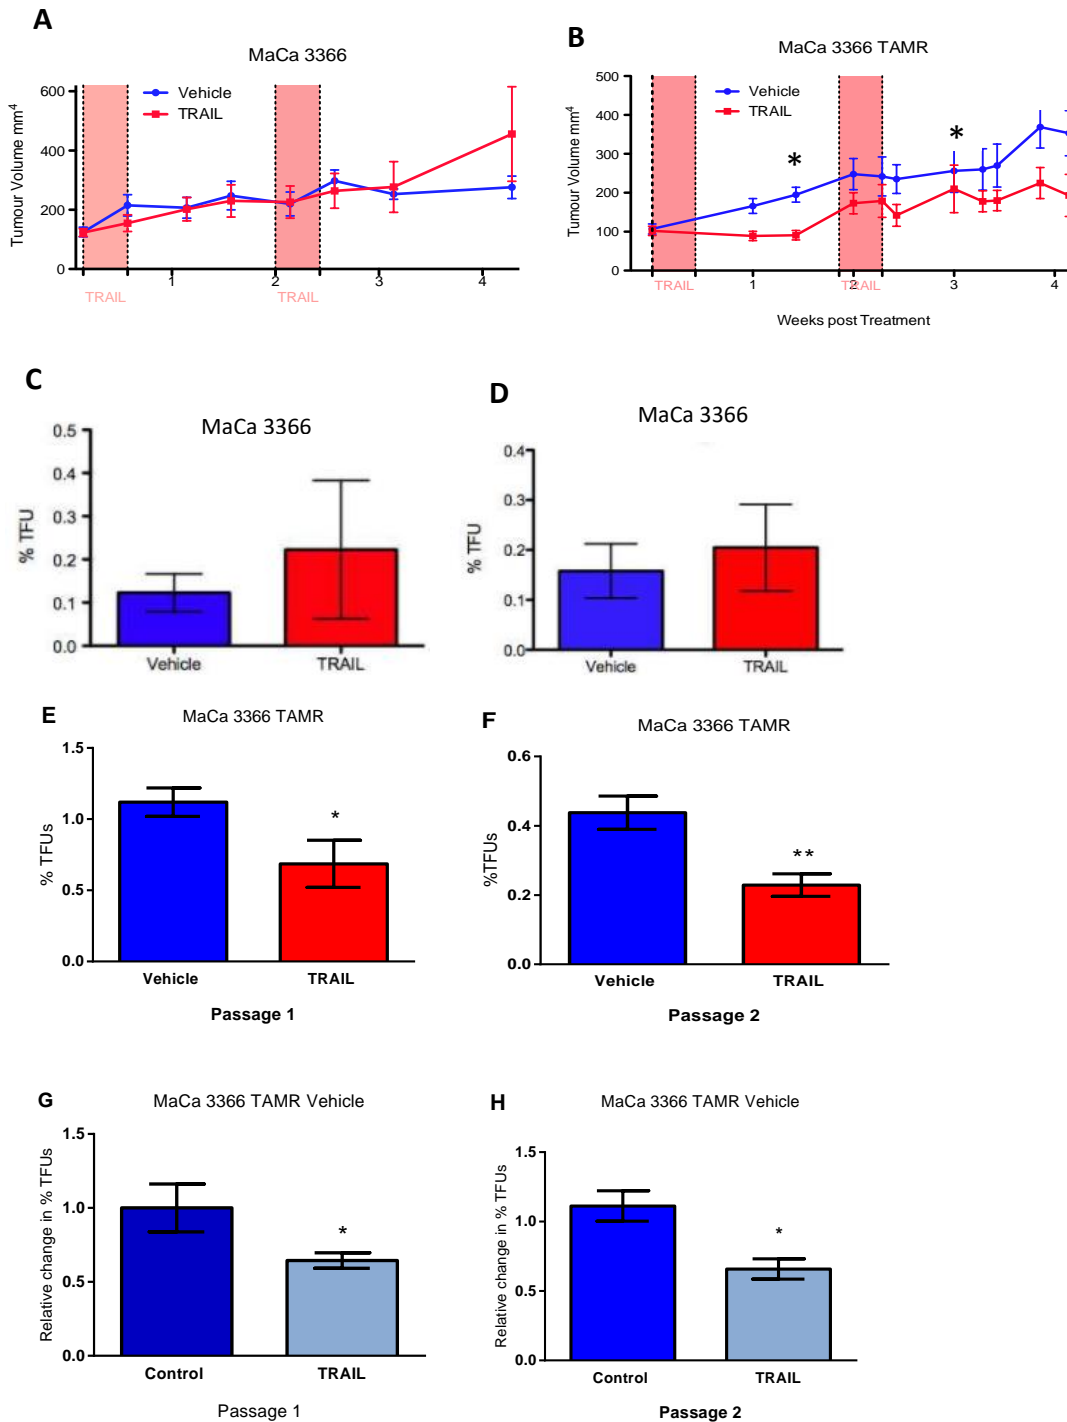 A
MaCa 3366
Tumour Volume mm4
600
400
200
0
Vehicle
TRAIL
1
2
3
4
TRAIL
TRAIL
B
MaCa 3366 TAMR
Tumour Volume mm4
500
400
300
200
100
0
Vehicle
TRAIL
*
*
1
2
3
4
TRAIL
TRAIL
Weeks post Treatment
C
MaCa 3366
% TFU
0.5
0.4
0.3
0.2
0.1
0.0
Vehicle
TRAIL
D
MaCa 3366
% TFU
0.4
0.3
0.2
0.1
0.0
Vehicle
TRAIL
E
MaCa 3366 TAMR
% TFUs
1.5
1.0
0.5
0.0
*
Vehicle
TRAIL
Passage 1
F
MaCa 3366 TAMR
%TFUs
0.6
0.4
0.2
0.0
**
Vehicle
TRAIL
Passage 2
G
MaCa 3366 TAMR Vehicle
Relative change in % TFUs
1.5
1.0
0.5
0.0
*
Control
TRAIL
Passage 1
H
MaCa 3366 TAMR Vehicle
Relative change in % TFUs
1.5
1.0
0.5
0.0
*
Control
TRAIL
Passage 2